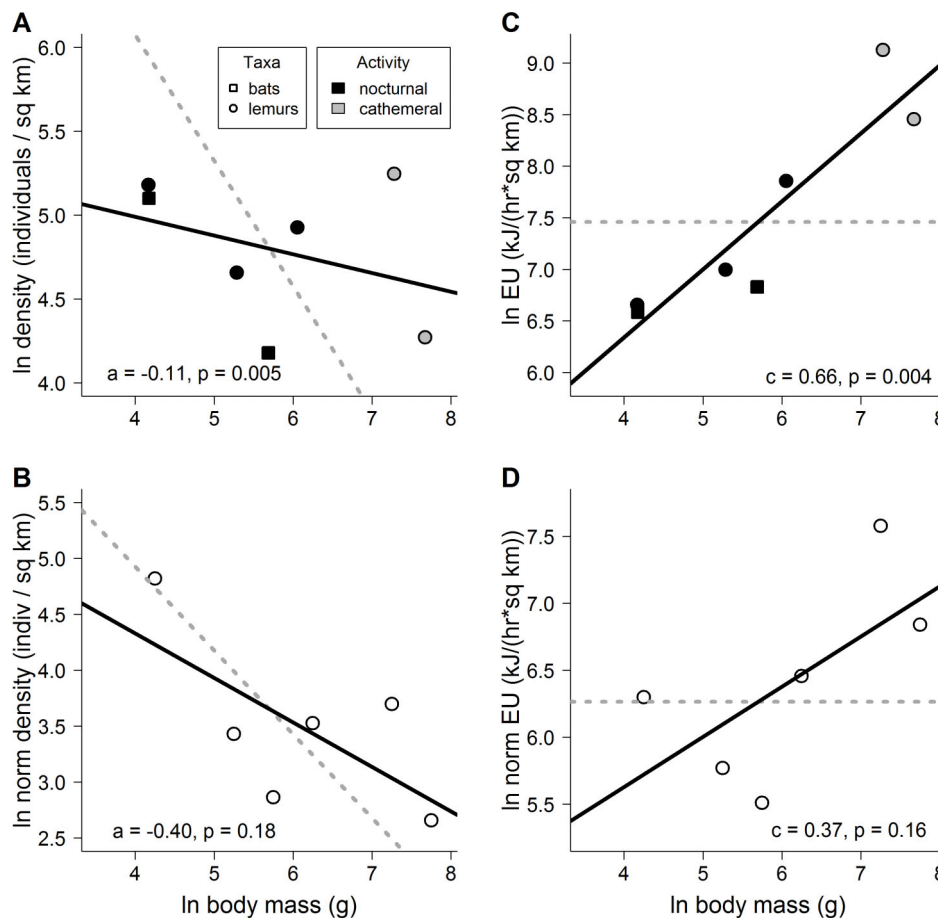 A
ln density (individuals / sq km)
6.0
5.5
5.0
4.5
4.0
Taxa
bats
lemurs
Activity
nocturnal
cathemeral
a = -0.11, p = 0.005
4 5 6 7 8
C
ln EU (kJ/(hr*sq km)
9.0
8.5
8.0
7.5
7.0
6.5
6.0
c = 0.66, p = 0.004
4 5 6 7 8
B
ln norm density (indiv / sq km)
5.5
5.0
4.5
4.0
3.5
3.0
2.5
a = -0.40, p = 0.18
4 5 6 7 8
ln body mass (g)
D
ln norm EU (kJ/(hr*sq km))
7.5
7.0
6.5
6.0
5.5
c = 0.37, p = 0.16
4 5 6 7 8
ln body mass (g)